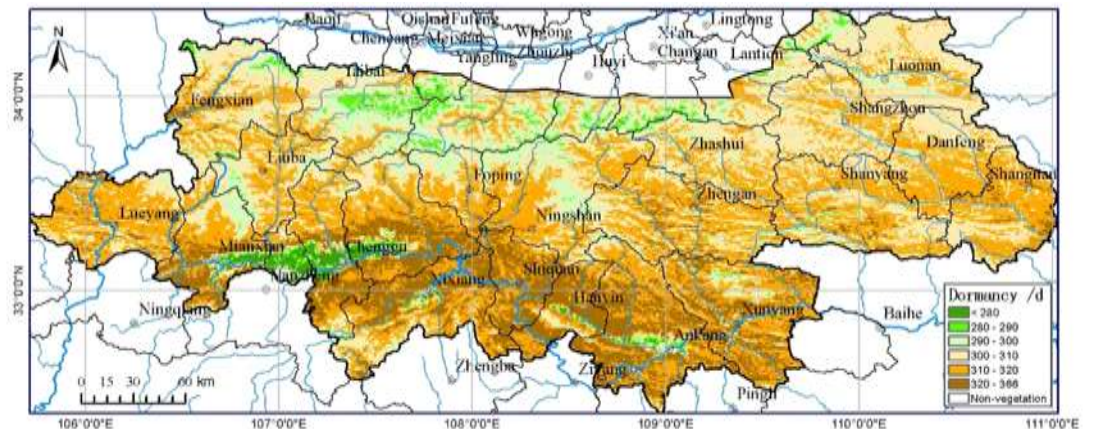 Baoji
Qishan Fufeng
Wugong
Lingtong
N
Chencang Meixian
Xi'an
Zhouzhi
Chang'an
Yangling
Huyi
Lantian
Luonan
Taibai
34°0'0"N
Fengxian
Shangzhou
Zhashui
Danfeng
Liuba
Foping
Shanyang
Shangnan
Zhengan
Lueyang
Ningshan
Mianxian
Chenggu
Nanzheng
Xixiang
Shiquan
33°0'0"N
Hanyin
Xunyang
Ningqiang
Baihe
Ankang
Zhenba
Ziyang
Pingli
Dormancy /d
< 280
280 - 290
290 - 300
300 - 310
310 - 320
320 - 366
Non-vegetation
0 15 30 60 km
106°0'0"E 107°0'0"E 108°0'0"E 109°0'0"E 110°0'0"E 111°0'0"E